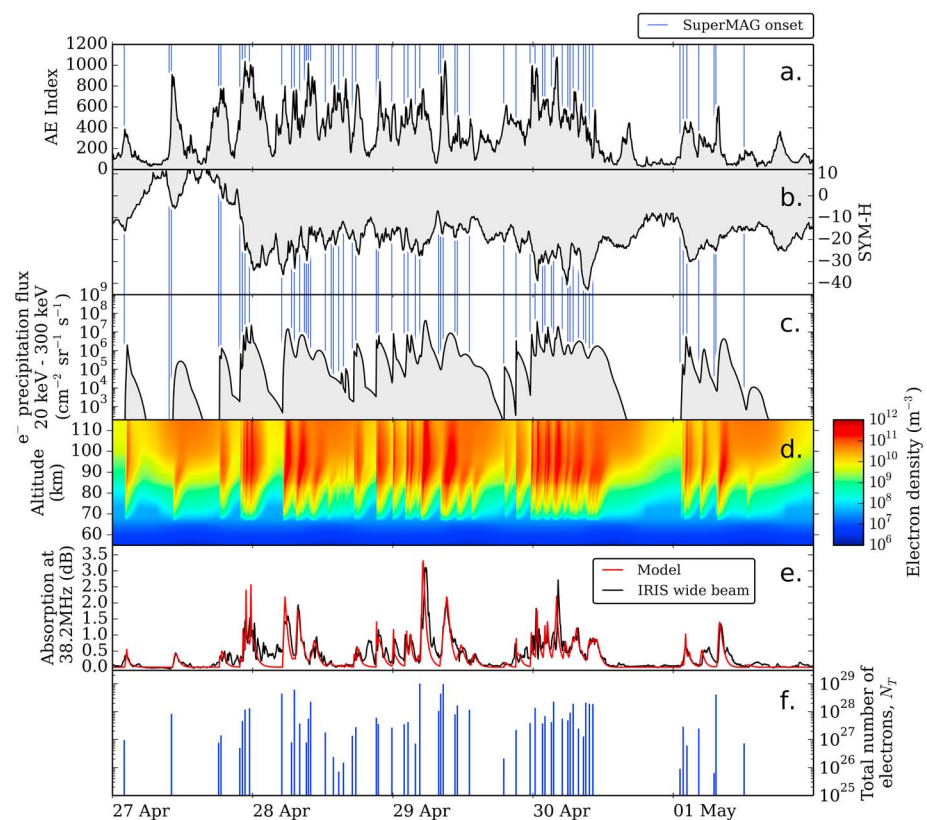 SuperMAG onset
a.
AE Index
1200
1000
800
600
400
200
0
b.
10
0
−10
−20
−30
−40
SYM-H
c.
e⁻ precipitation flux
20 keV - 300 keV
(cm⁻² sr⁻¹ s⁻¹)
10⁹
10⁹
10⁸
10⁷
10⁶
10⁵
10⁴
10³
d.
Altitude
(km)
110
100
90
80
70
60
10¹²
10¹¹
10¹⁰
10⁹
10⁸
10⁷
10⁶
Electron density (m⁻³)
e.
Absorption at
38.2MHz (dB)
3.5
3.0
2.5
2.0
1.5
1.0
0.5
0.0
Model
IRIS wide beam
f.
10²⁹
10²⁸
10²⁷
10²⁶
10²⁵
Total number of
electrons, N_T
27 Apr 28 Apr 29 Apr 30 Apr 01 May